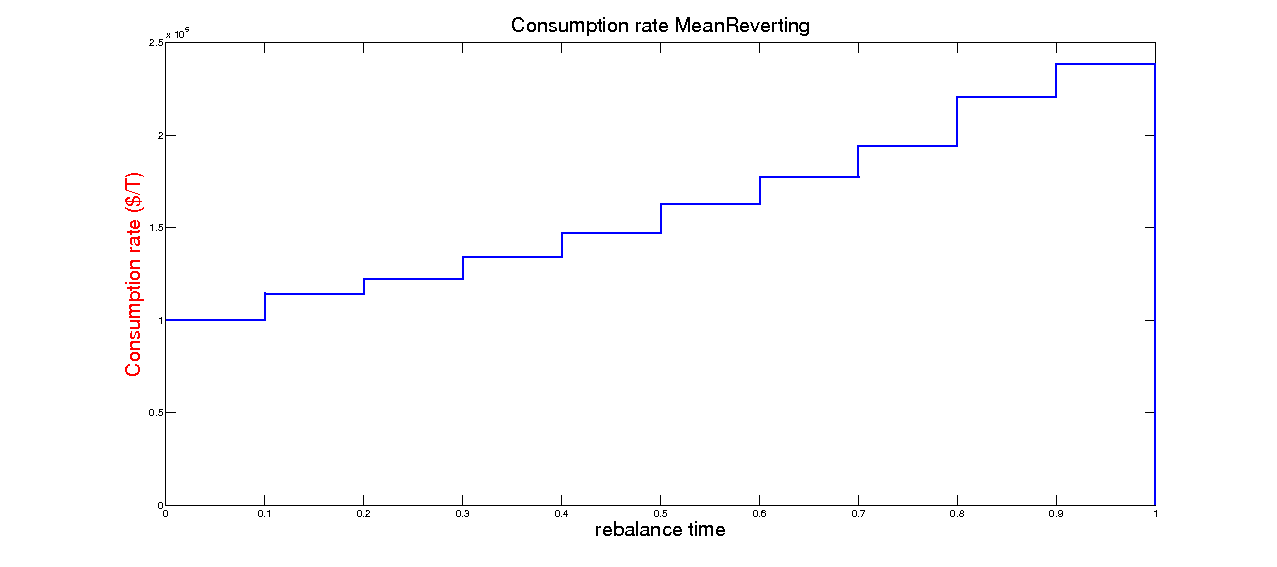 Consumption rate MeanReverting
x 10^5
2.5
2
1.5
1
0.5
0
Consumption rate ($/T)
0 0.1 0.2 0.3 0.4 0.5 0.6 0.7 0.8 0.9 1
rebalance time